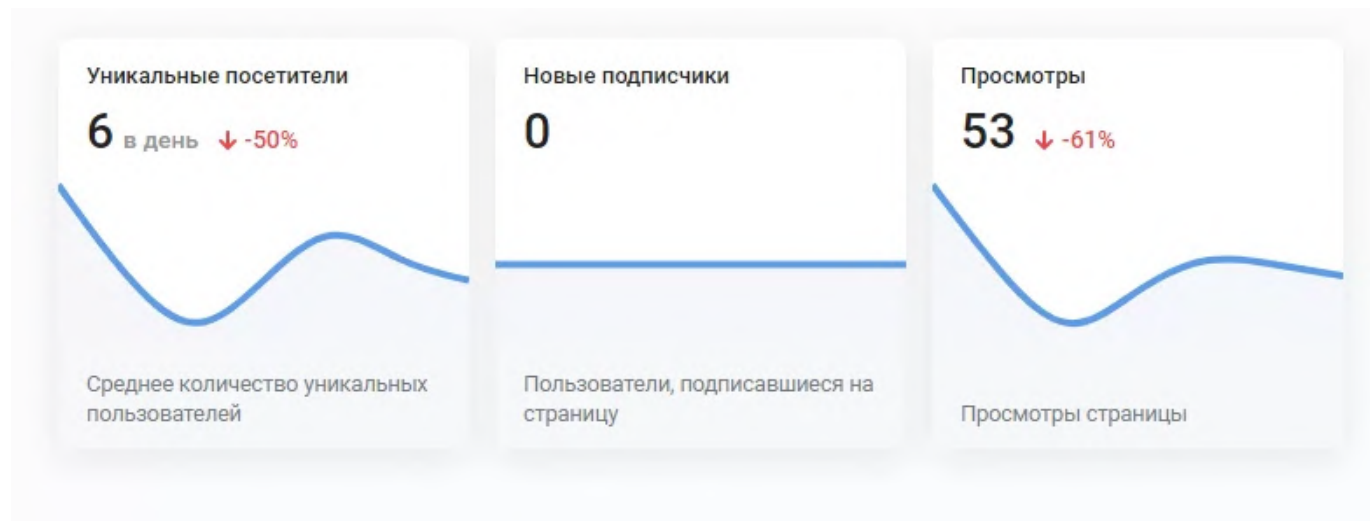 Уникальные посетители
6 в день ↓ -50%
Среднее количество уникальных
пользователей
Новые подписчики
0
Пользователи, подписавшиеся на
страницу
Просмотры
53 ↓ -61%
Просмотры страницы